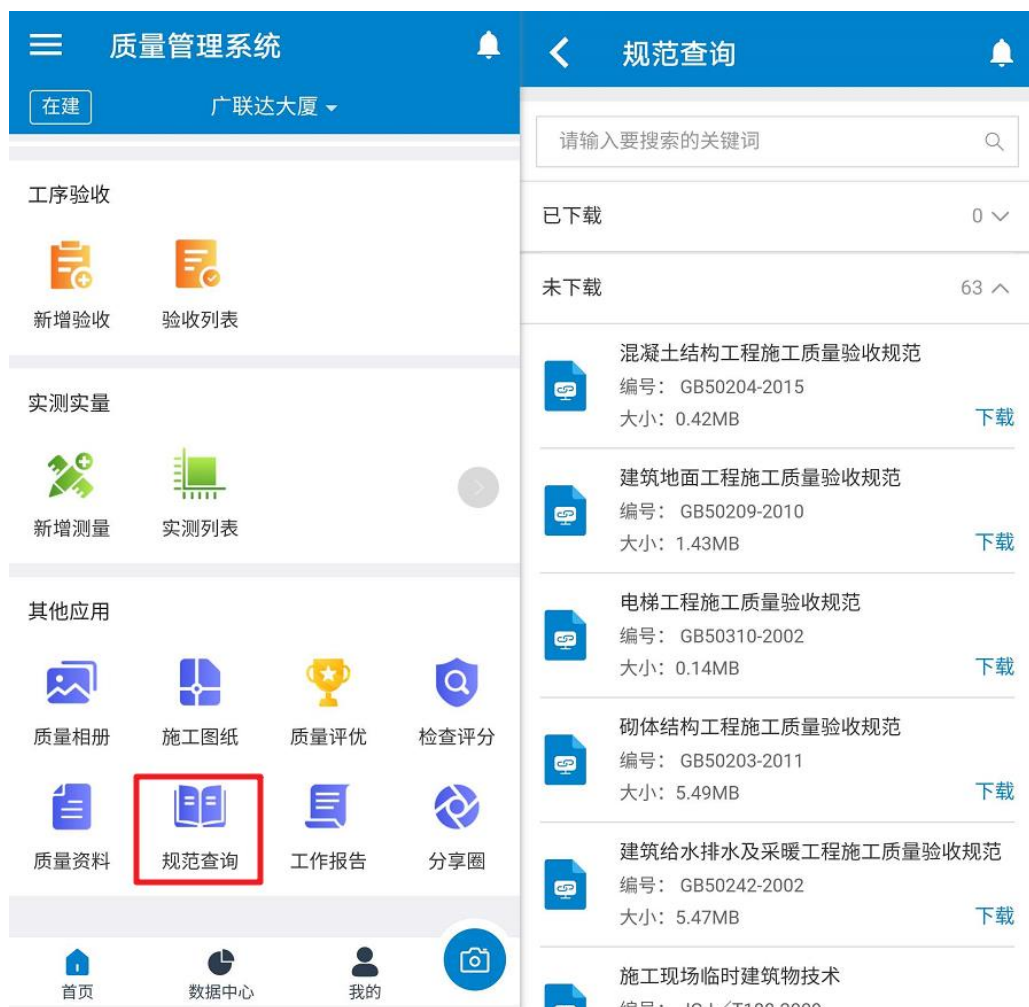 质量管理系统
在建
广联达大厦
工序验收
新增验收
验收列表
实测实量
新增测量
实测列表
其他应用
质量相册
施工图纸
质量评优
检查评分
质量资料
规范查询
工作报告
分享圈
首页
数据中心
我的
规范查询
请输入要搜索的关键词
已下载
0
未下载
63
混凝土结构工程施工质量验收规范
编号： GB50204-2015
大小：0.42MB
下载
建筑地面工程施工质量验收规范
编号： GB50209-2010
大小：1.43MB
下载
电梯工程施工质量验收规范
编号： GB50310-2002
大小：0.14MB
下载
砌体结构工程施工质量验收规范
编号： GB50203-2011
大小：5.49MB
下载
建筑给水排水及采暖工程施工质量验收规范
编号： GB50242-2002
大小：5.47MB
下载
施工现场临时建筑物技术